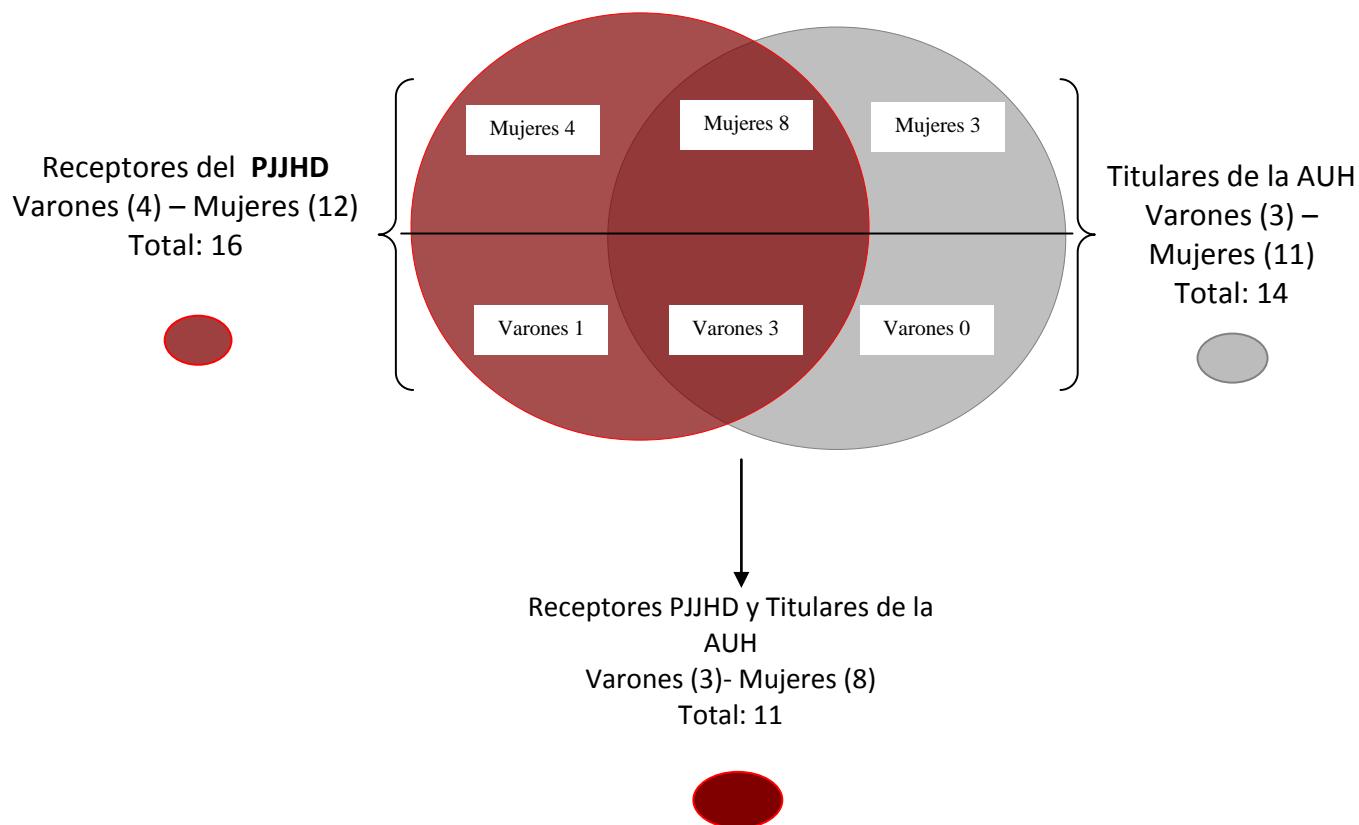 Mujeres 4
Mujeres 8
Mujeres 3
Receptores del PJJHD
Varones (4) – Mujeres (12)
Total: 16
Titulares de la AUH
Varones (3) –
Mujeres (11)
Total: 14
Varones 1
Varones 3
Varones 0
Receptores PJJHD y Titulares de la
AUH
Varones (3)- Mujeres (8)
Total: 11